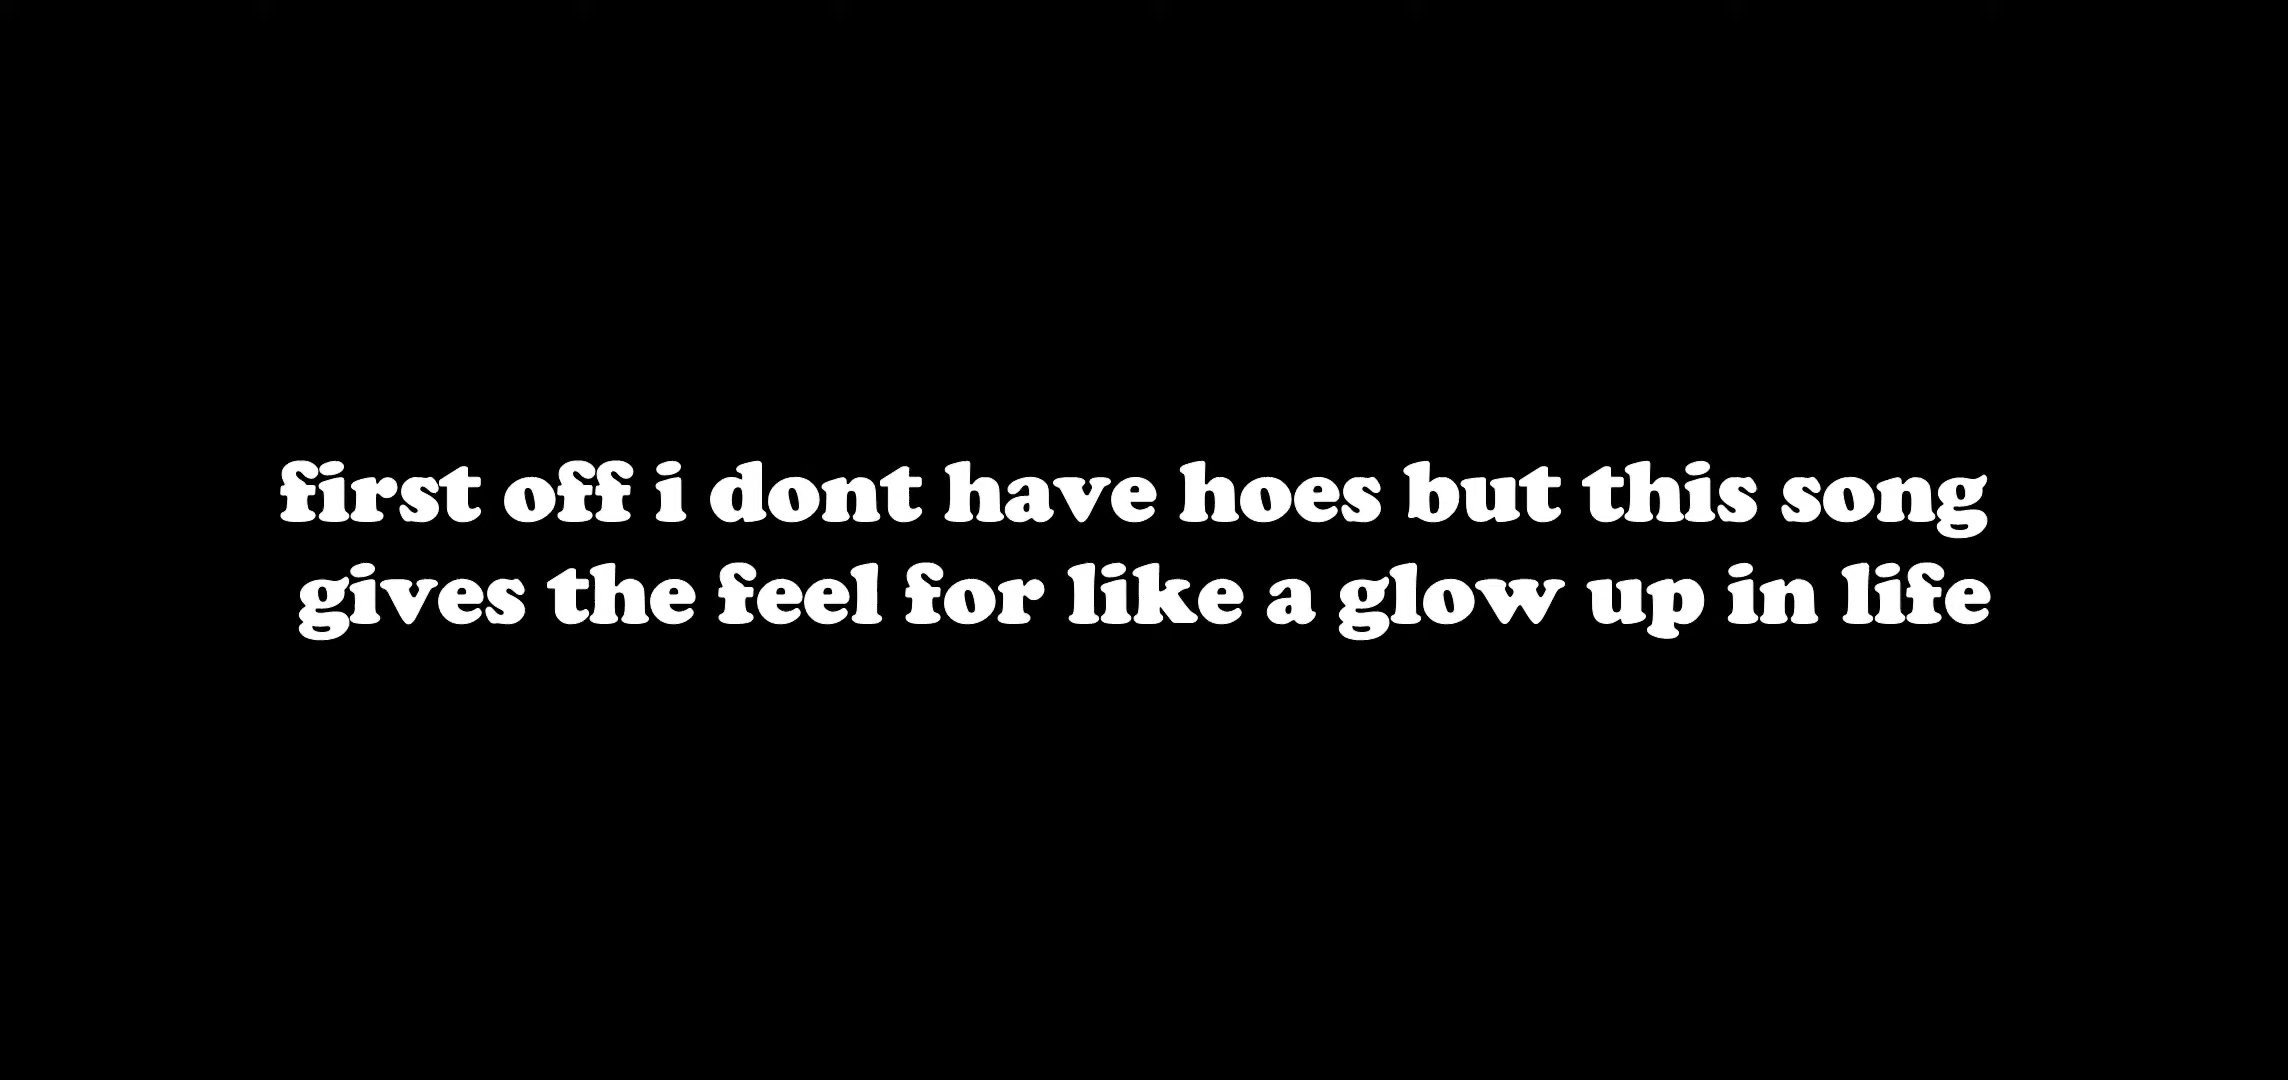 first off i dont have hoes but this song
gives the feel for like a glow up in life